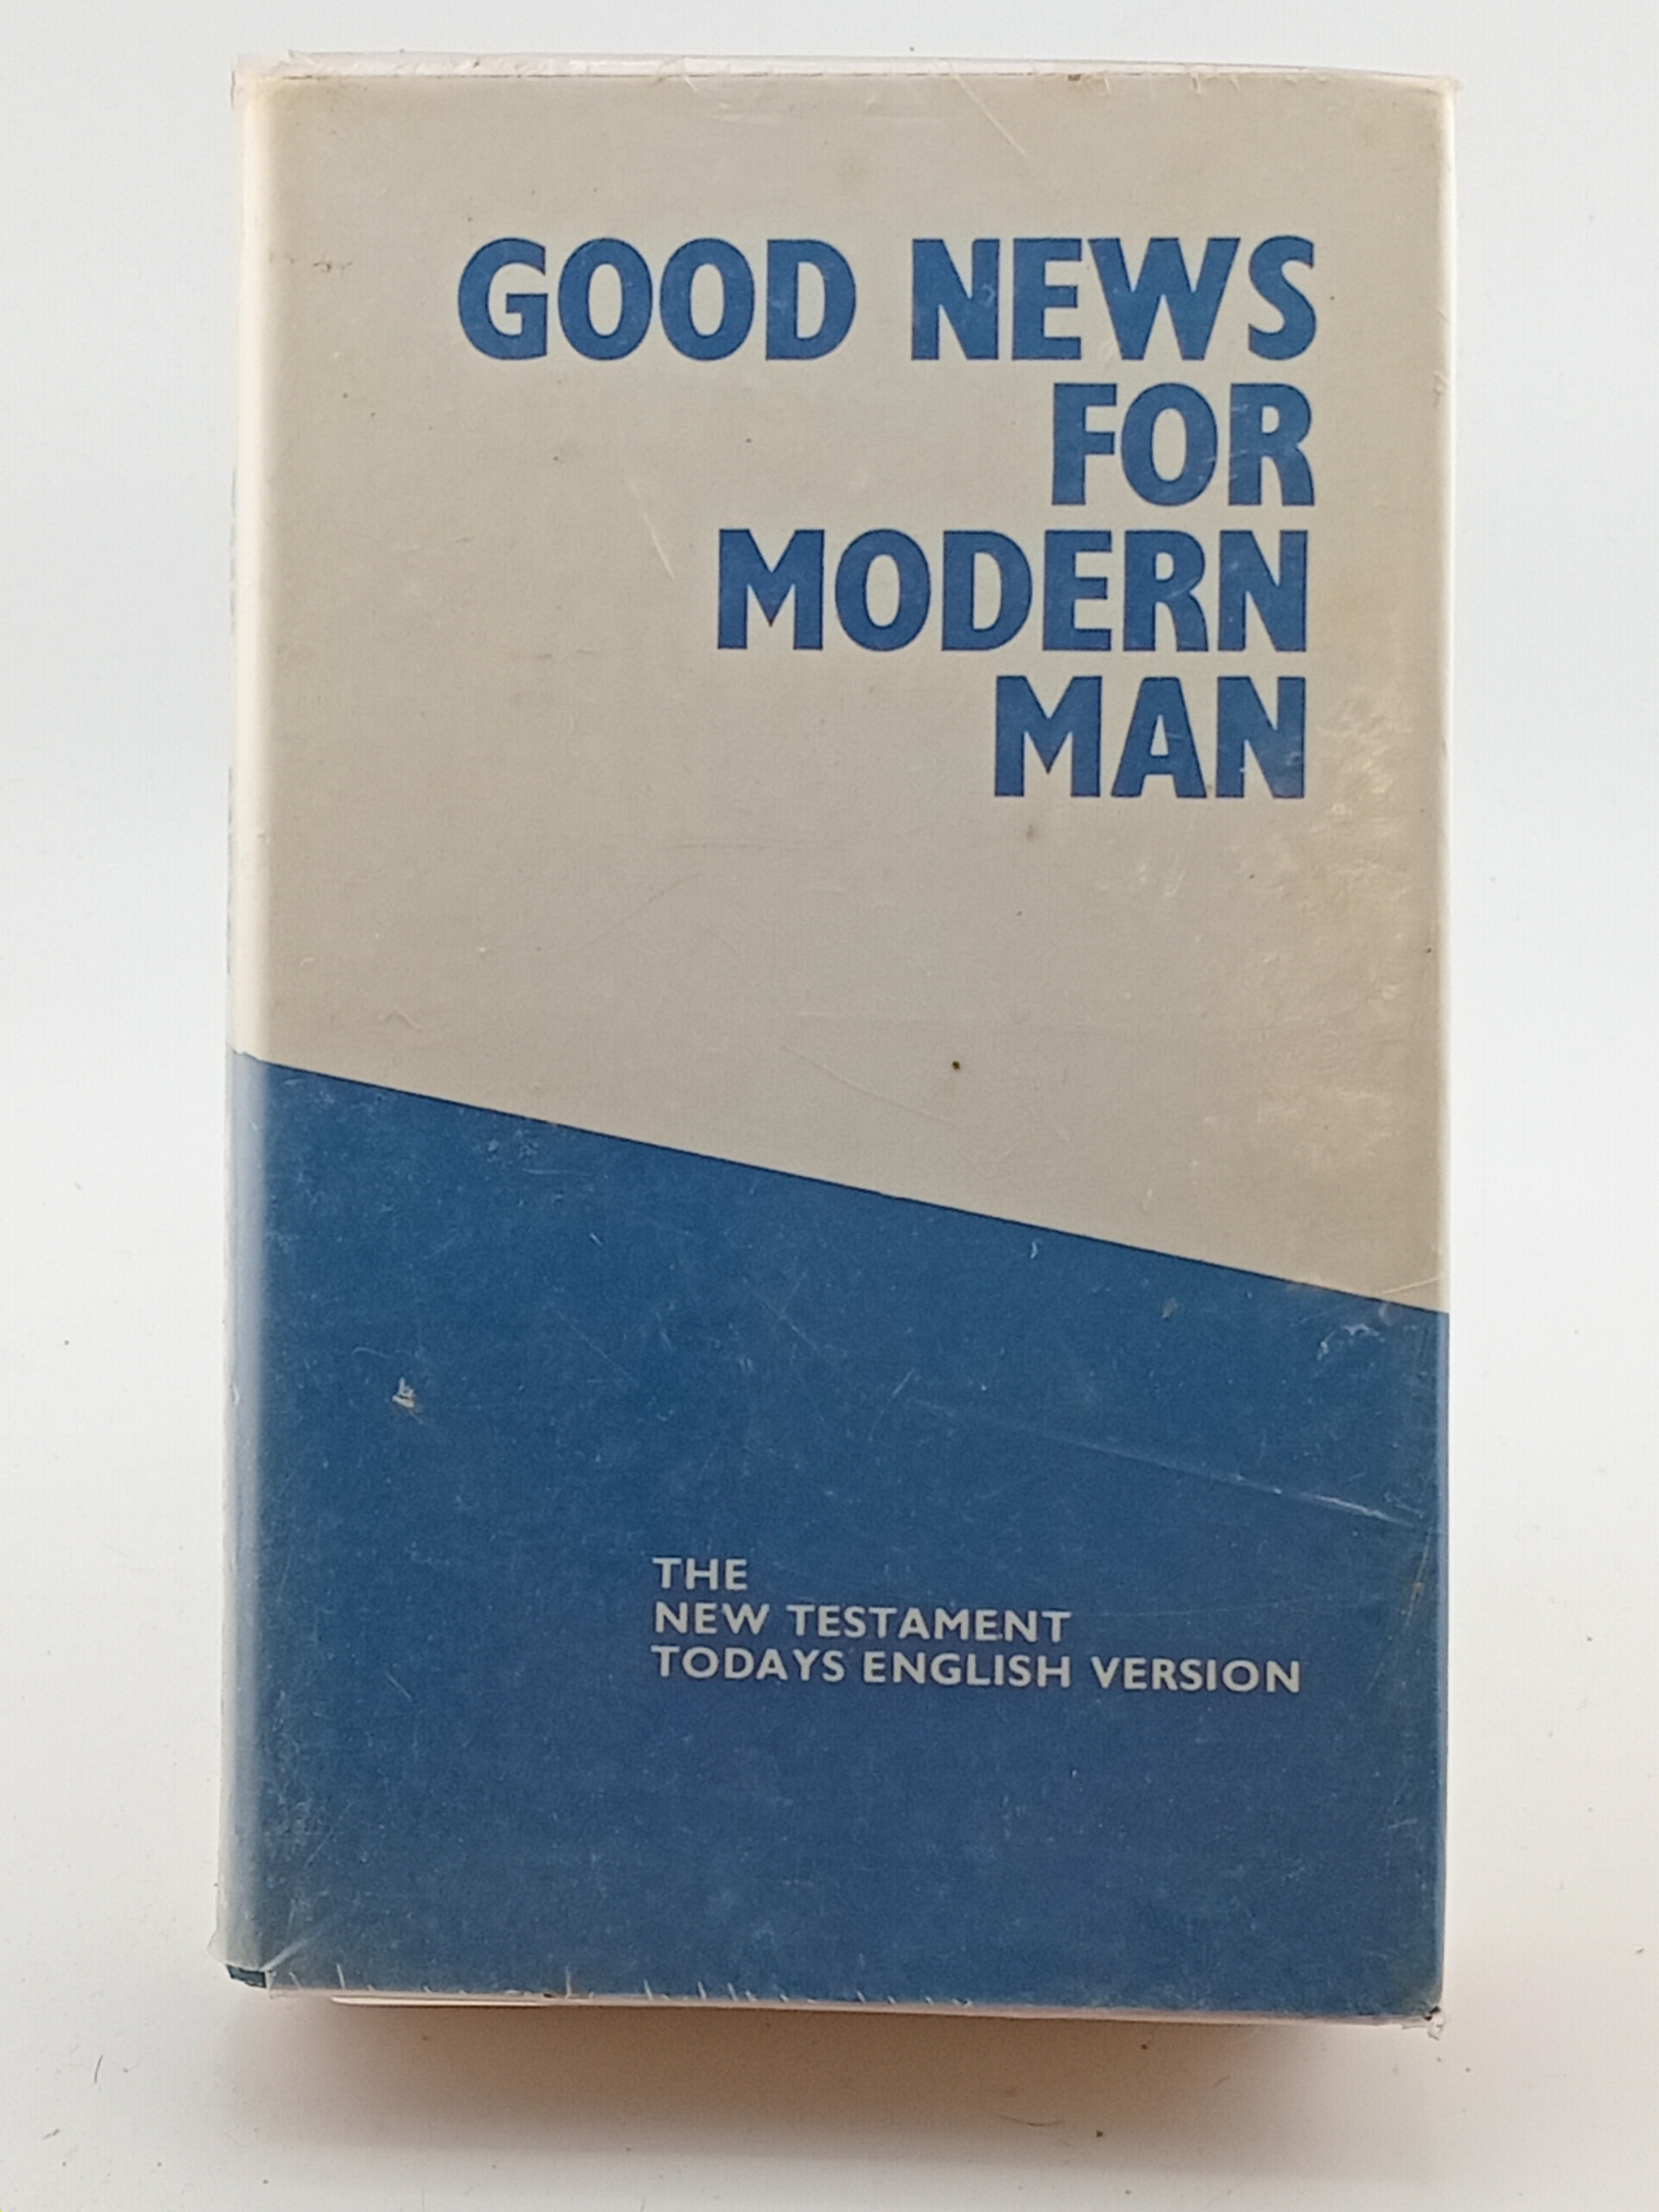 GOOD NEWS
FOR
MODERN
MAN
THE
NEW TESTAMENT
TODAYS ENGLISH VERSION